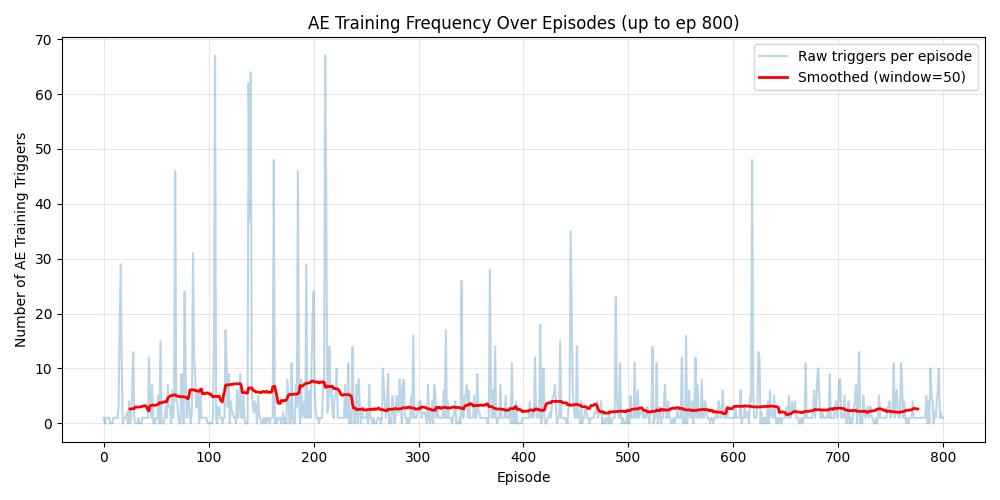 AE Training Frequency Over Episodes (up to ep 800)
Raw triggers per episode
Smoothed (window=50)
Number of AE Training Triggers
70
60
50
40
30
20
10
0
0 100 200 300 400 500 600 700 800
Episode